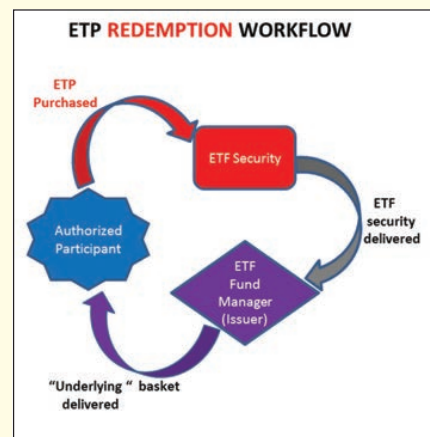 ETP REDEMPTION WORKFLOW
ETP
Purchased
ETF Security
ETF
security
delivered
Authorized
Participant
ETF
Fund
Manager
(Issuer)
“Underlying “ basket
delivered